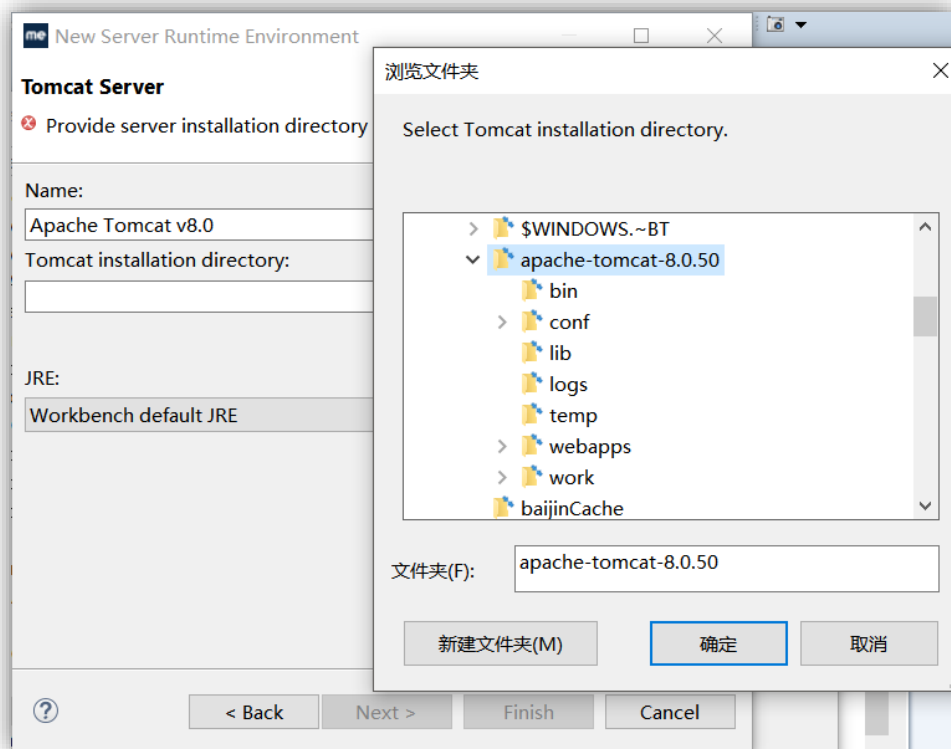 me New Server Runtime Environment
Tomcat Server
Provide server installation directory
Name:
Apache Tomcat v8.0
Tomcat installation directory:
JRE:
Workbench default JRE
< Back
Next >
Finish
Cancel
浏览文件夹
Select Tomcat installation directory.
$WINDOWS.~BT
apache-tomcat-8.0.50
bin
conf
lib
logs
temp
webapps
work
baijinCache
文件夹(F):
apache-tomcat-8.0.50
新建文件夹(M)
确定
取消